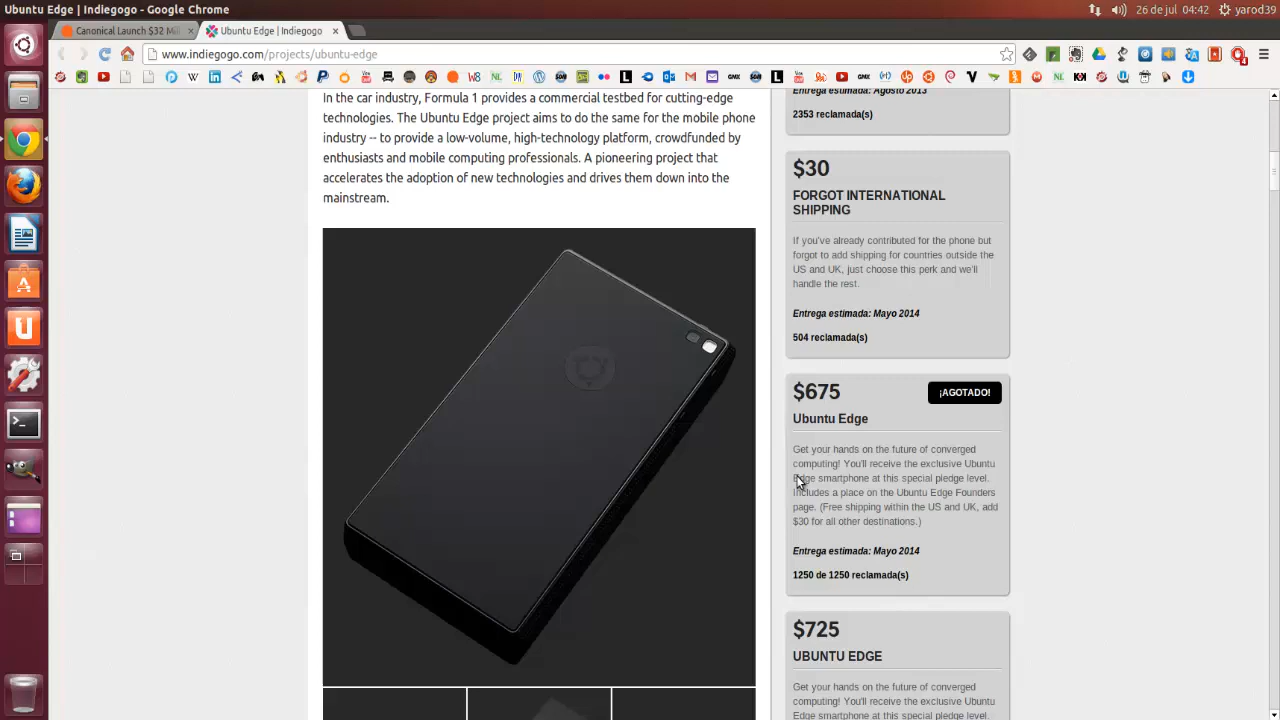 Ubuntu Edge | Indiegogo - Google Chrome
26 de jul 04:42
yarod39
Canonical Launch $32 Mil
Ubuntu Edge | Indiegogo
www.indiegogo.com/projects/ubuntu-edge
In the car industry, Formula 1 provides a commercial testbed for cutting-edge
technologies. The Ubuntu Edge project aims to do the same for the mobile phone
industry -- to provide a low-volume, high-technology platform, crowdfunded by
enthusiasts and mobile computing professionals. A pioneering project that
accelerates the adoption of new technologies and drives them down into the
mainstream.
Entrega estimada: Agosto 2013
2353 reclamada(s)
$30
FORGOT INTERNATIONAL
SHIPPING
If you've already contributed for the phone but
forgot to add shipping for countries outside the
US and UK, just choose this perk and we'll
handle the rest.
Entrega estimada: Mayo 2014
504 reclamada(s)
$675
¡AGOTADO!
Ubuntu Edge
Get your hands on the future of converged
computing! You'll receive the exclusive Ubuntu
Edge smartphone at this special pledge level.
Includes a place on the Ubuntu Edge Founders
page. (Free shipping within the US and UK, add
$30 for all other destinations.)
Entrega estimada: Mayo 2014
1250 de 1250 reclamada(s)
$725
UBUNTU EDGE
Get your hands on the future of converged
computing! You'll receive the exclusive Ubuntu
Edge smartphone at this special pledge level.